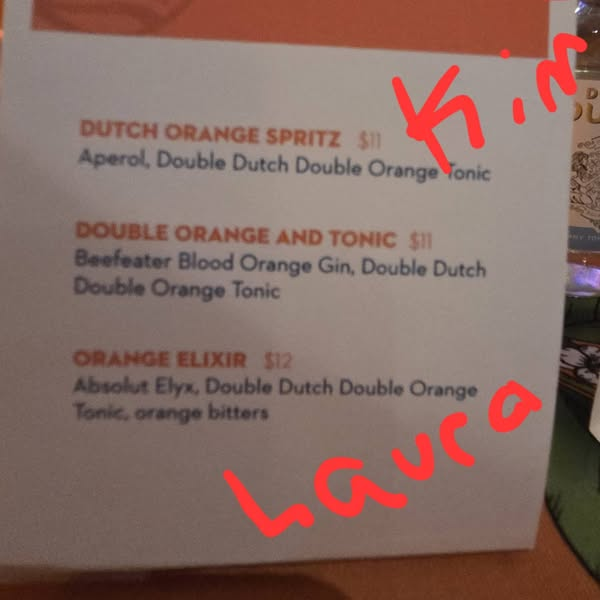 Kim
DUTCH ORANGE SPRITZ $11
Aperol, Double Dutch Double Orange Tonic
DOUBLE ORANGE AND TONIC $11
Beefeater Blood Orange Gin, Double Dutch
Double Orange Tonic
ORANGE ELIXIR $12
Absolut Elyx, Double Dutch Double Orange
Tonic, orange bitters
Laura